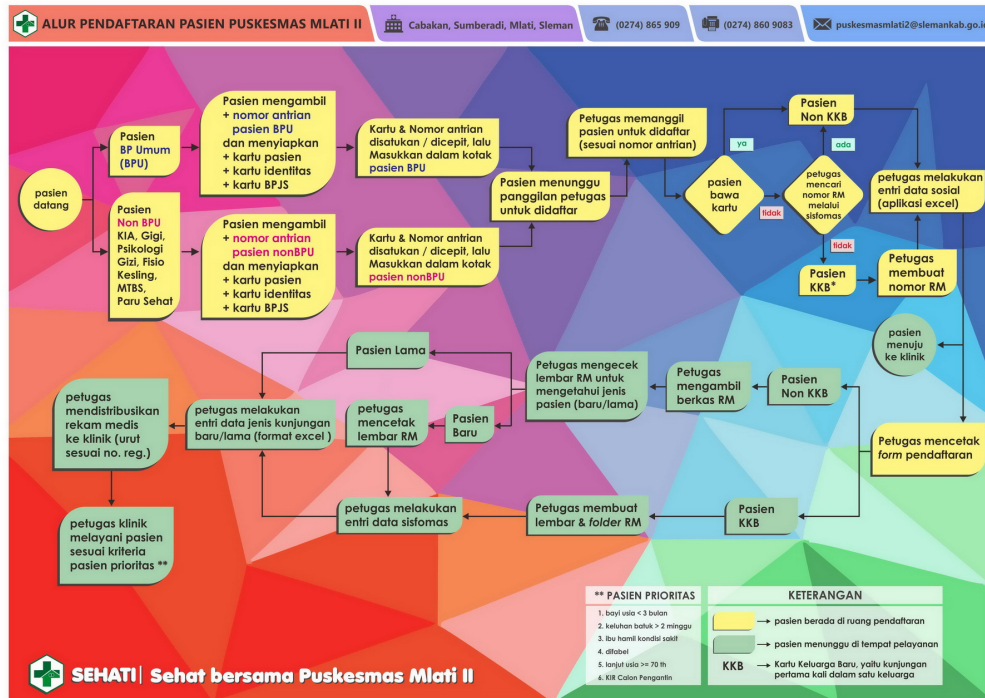 ALUR PENDAFTARAN PASIEN PUSKESMAS MLATI II
Cabakan, Sumberadi, Mlati, Sleman
(0274) 865 909
(0274) 860 9083
puskesmasmlati2@slemankab.go.id
pasien
datang
Pasien
BP Umum
(BPU)
Pasien
Non BPU
KIA, Gigi,
Psikologi
Gizi, Fisio
Kesling,
MTBS,
Paru Sehat
Pasien mengambil
+ nomor antrian
pasien BPU
dan menyiapkan
+ kartu pasien
+ kartu identitas
+ kartu BPJS
Pasien mengambil
+ nomor antrian
pasien nonBPU
dan menyiapkan
+ kartu pasien
+ kartu identitas
+ kartu BPJS
Kartu & Nomor antrian
disatukan / dicepit, lalu
Masukkan dalam kotak
pasien BPU
Kartu & Nomor antrian
disatukan / dicepit, lalu
Masukkan dalam kotak
pasien nonBPU
Pasien menunggu
panggilan petugas
untuk didaftar
Petugas memanggil
pasien untuk didaftar
(sesuai nomor antrian)
pasien
bawa
kartu
ya
tidak
Pasien
Non KKB
ada
petugas
mencari
nomor RM
melalui
sisfomas
tidak
Pasien
KKB*
Petugas
membuat
nomor RM
petugas melakukan
entri data sosial
(aplikasi excel)
pasien
menuju
ke klinik
Petugas mencetak
form pendaftaran
Pasien
Non KKB
Petugas
mengambil
berkas RM
Petugas mengecek
lembar RM untuk
mengetahui jenis
pasien (baru/lama)
Pasien Lama
Pasien
Baru
petugas
mencetak
lembar RM
Pasien
KKB
Petugas membuat
lembar & folder RM
petugas melakukan
entri data sisfomas
petugas melakukan
entri data jenis kunjungan
baru/lama (format excel )
petugas
mendistribusikan
rekam medis
ke klinik (urut
sesuai no. reg.)
petugas klinik
melayani pasien
sesuai kriteria
pasien prioritas **
** PASIEN PRIORITAS
1. bayi usia < 3 bulan
2. keluhan batuk > 2 minggu
3. ibu hamil kondisi sakit
4. difabel
5. lanjut usia >= 70 th
6. KIR Calon Pengantin
KETERANGAN
pasien berada di ruang pendaftaran
pasien menunggu di tempat pelayanan
KKB
Kartu Keluarga Baru, yaitu kunjungan
pertama kali dalam satu keluarga
SEHATI | Sehat bersama Puskesmas Mlati II